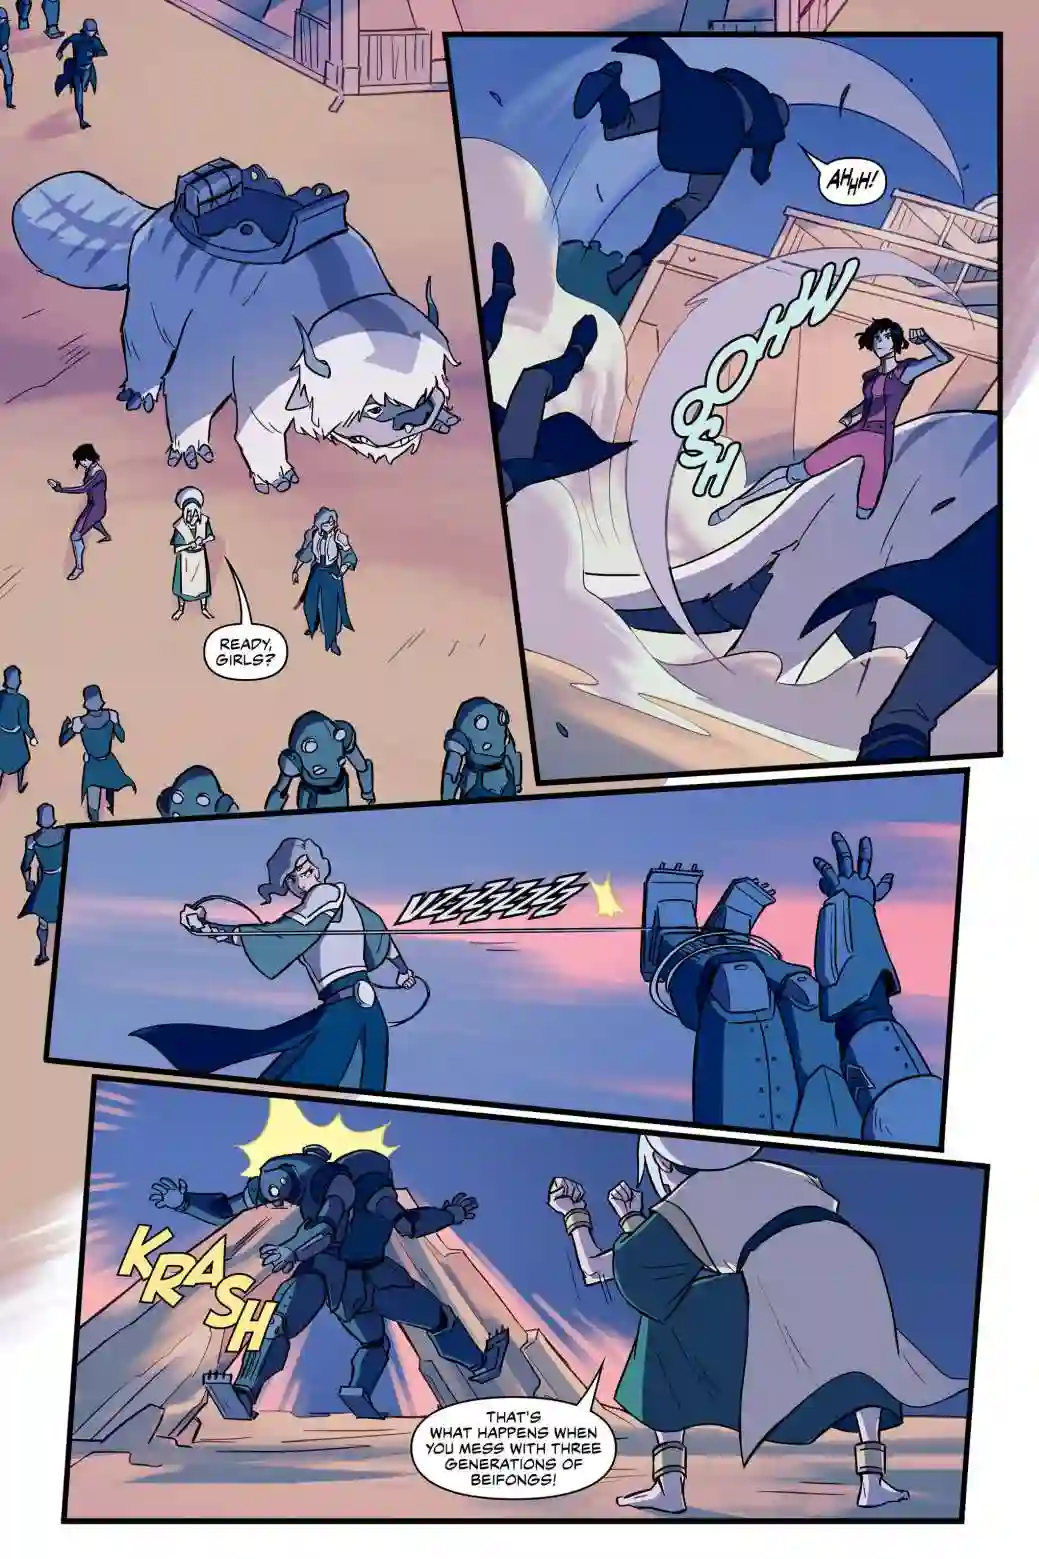 READY,
GIRLS?
AHHH!
WHOOSH
VZZZZZZ
KRASH
THAT'S
WHAT HAPPENS WHEN
YOU MESS WITH THREE
GENERATIONS OF
BEIFONGS!